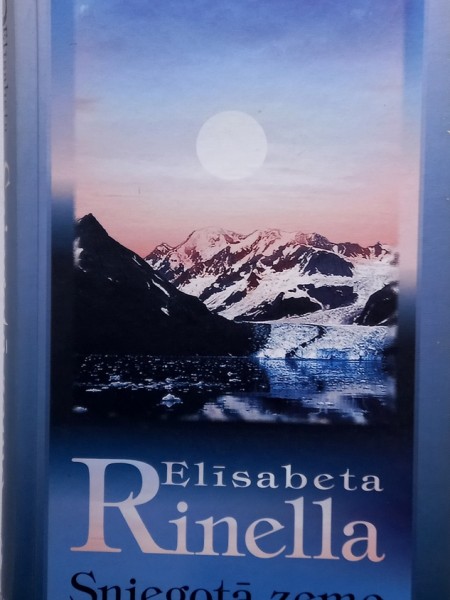 Elīsabeta
Rinella
Sniegotā zeme